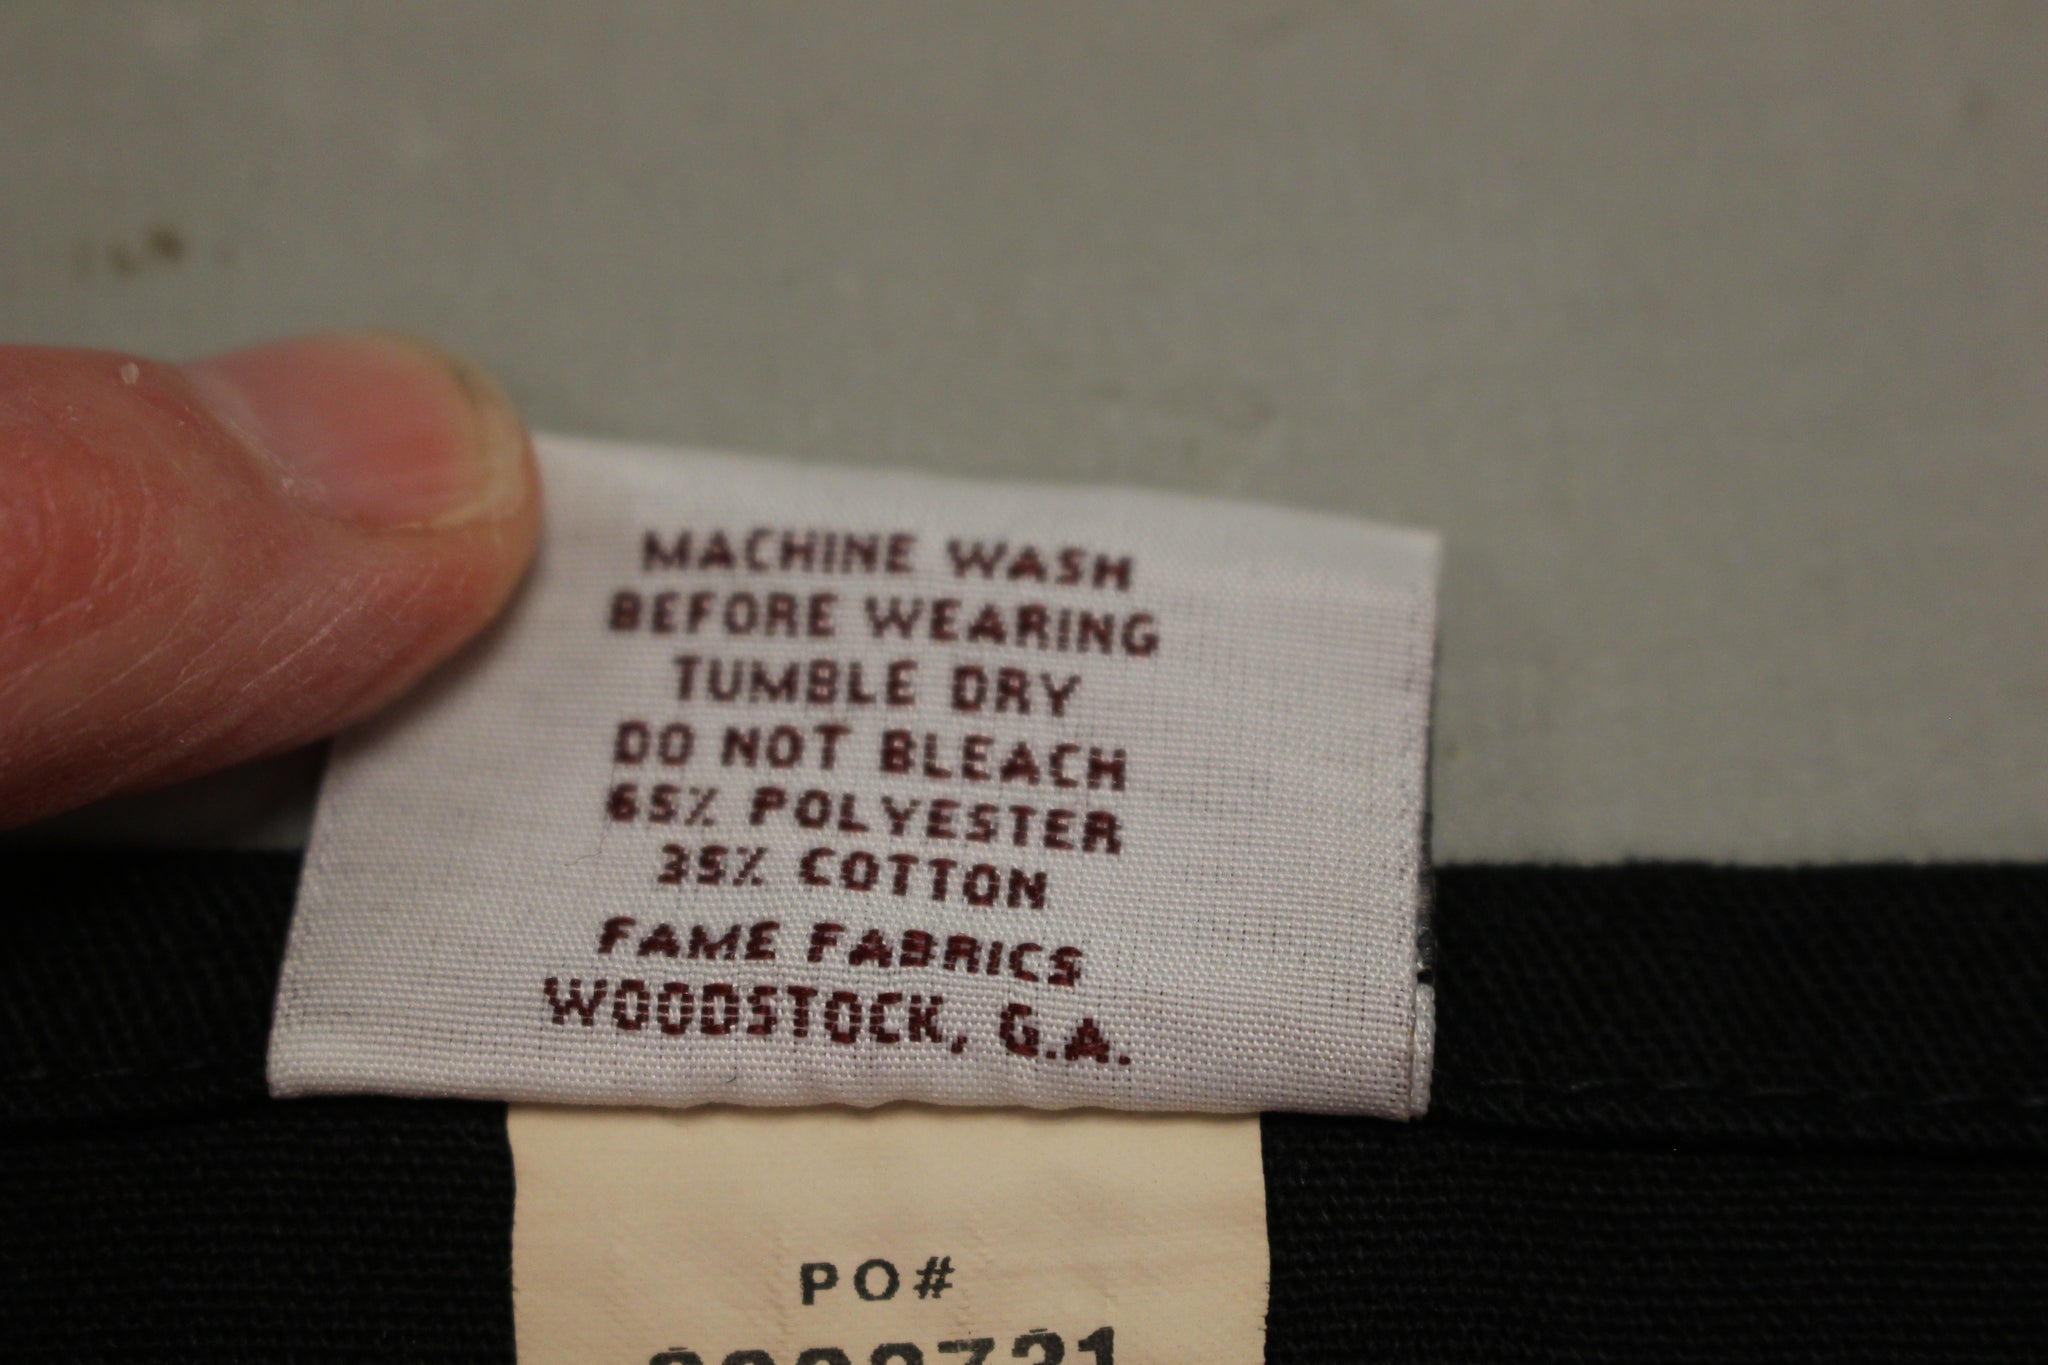 MACHINE WASH
BEFORE WEARING
TUMBLE DRY
DO NOT BLEACH
65% POLYESTER
35% COTTON
FAME FABRICS
WOODSTOCK, G.A.
PO#